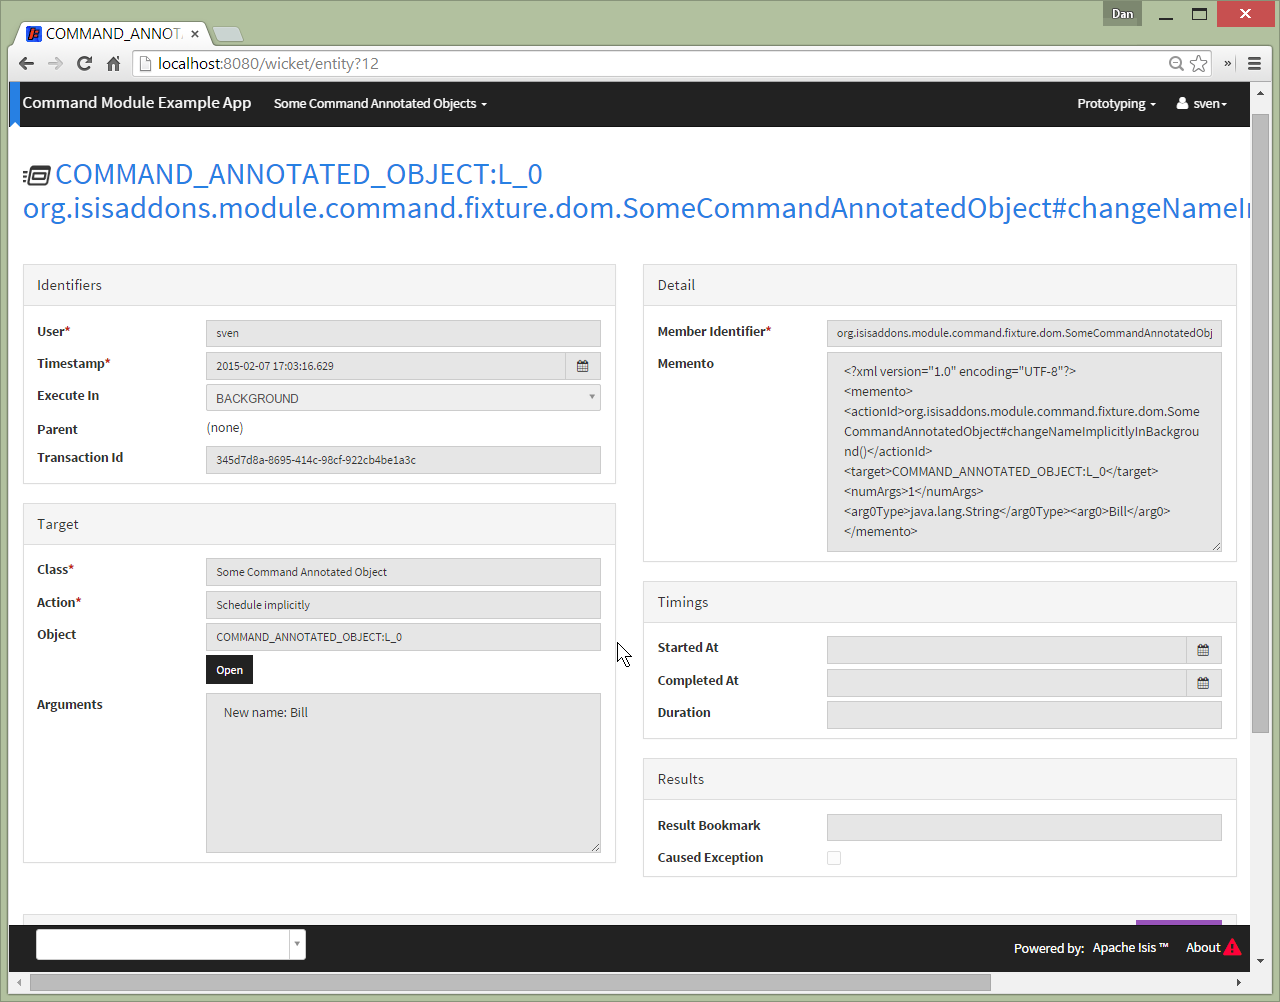 Dan
COMMAND_ANNOTA
localhost:8080/wicket/entity?12
Command Module Example App
Some Command Annotated Objects
Prototyping
sven
COMMAND_ANNOTATED_OBJECT:L_0
org.isisaddons.module.command.fixture.dom.SomeCommandAnnotatedObject#changeNameI
Identifiers
User*
sven
Timestamp*
2015-02-07 17:03:16.629
Execute In
BACKGROUND
Parent
(none)
Transaction Id
345d7d8a-8695-414c-98cf-922cb4be1a3c
Target
Class*
Some Command Annotated Object
Action*
Schedule implicitly
Object
COMMAND_ANNOTATED_OBJECT:L_0
Open
Arguments
New name: Bill
Detail
Member Identifier*
org.isisaddons.module.command.fixture.dom.SomeCommandAnnotatedObj
Memento
<?xml version="1.0" encoding="UTF-8"?>
<memento>
<actionId>org.isisaddons.module.command.fixture.dom.Some
CommandAnnotatedObject#changeNameImplicitlyInBackgrou
nd()</actionId>
<target>COMMAND_ANNOTATED_OBJECT:L_0</target>
<numArgs>1</numArgs>
<arg0Type>java.lang.String</arg0Type><arg0>Bill</arg0>
</memento>
Timings
Started At
Completed At
Duration
Results
Result Bookmark
Caused Exception
Powered by:
Apache Isis™
About